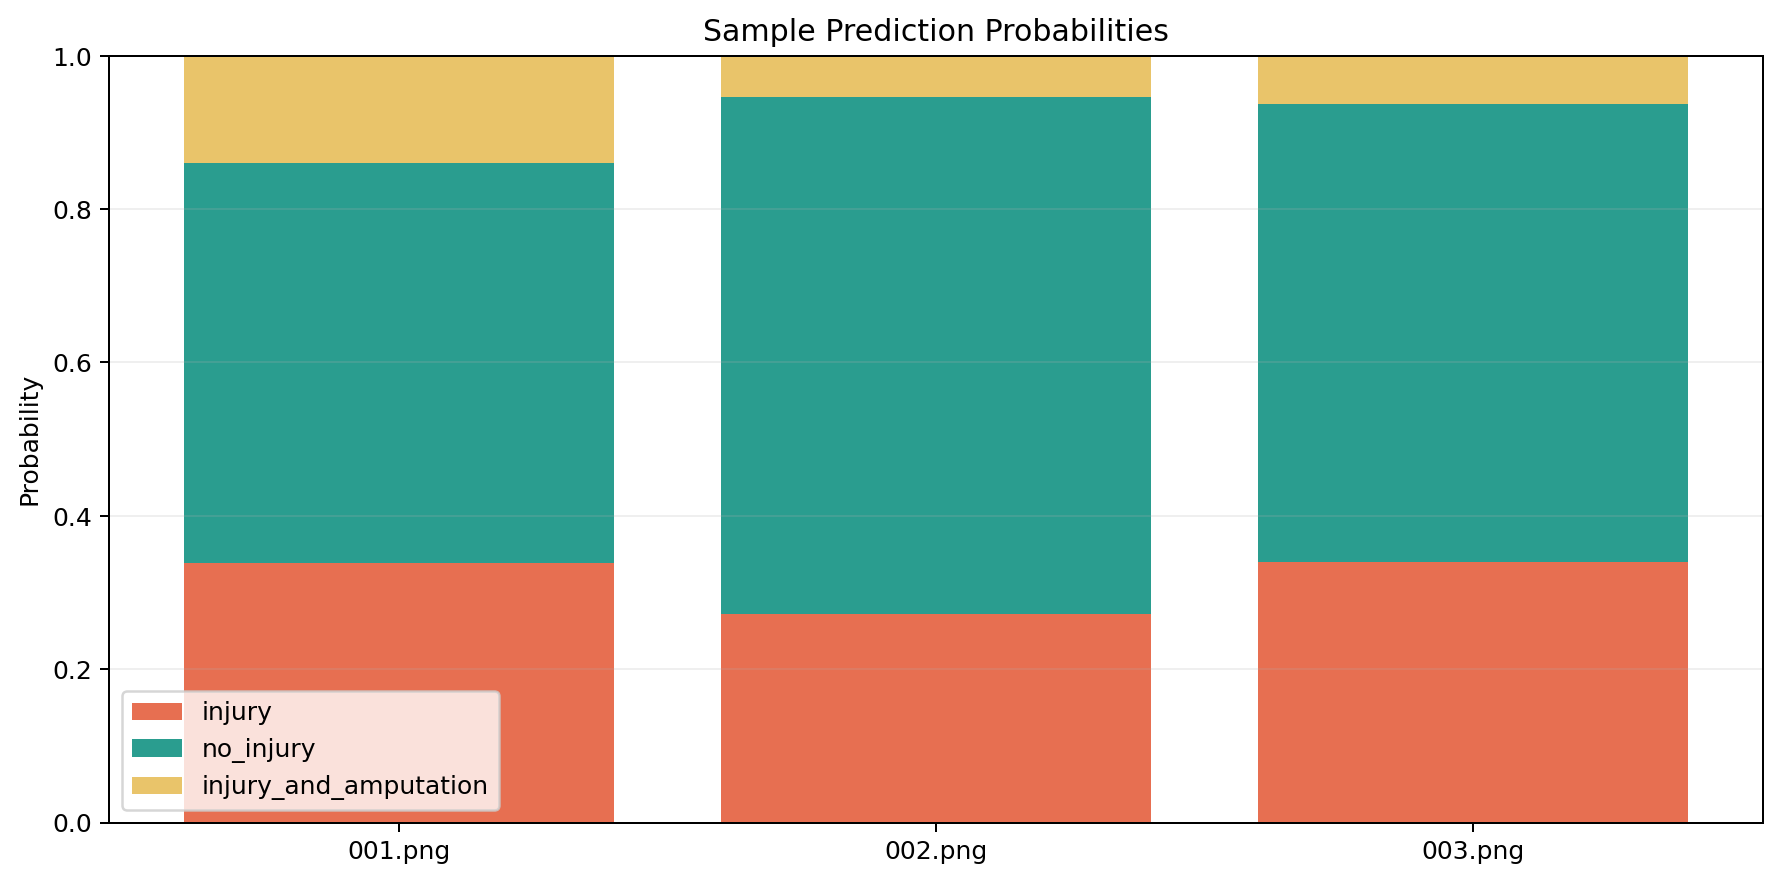 Sample Prediction Probabilities
Probability
1.0
0.8
0.6
0.4
0.2
0.0
injury
no_injury
injury_and_amputation
001.png 002.png 003.png